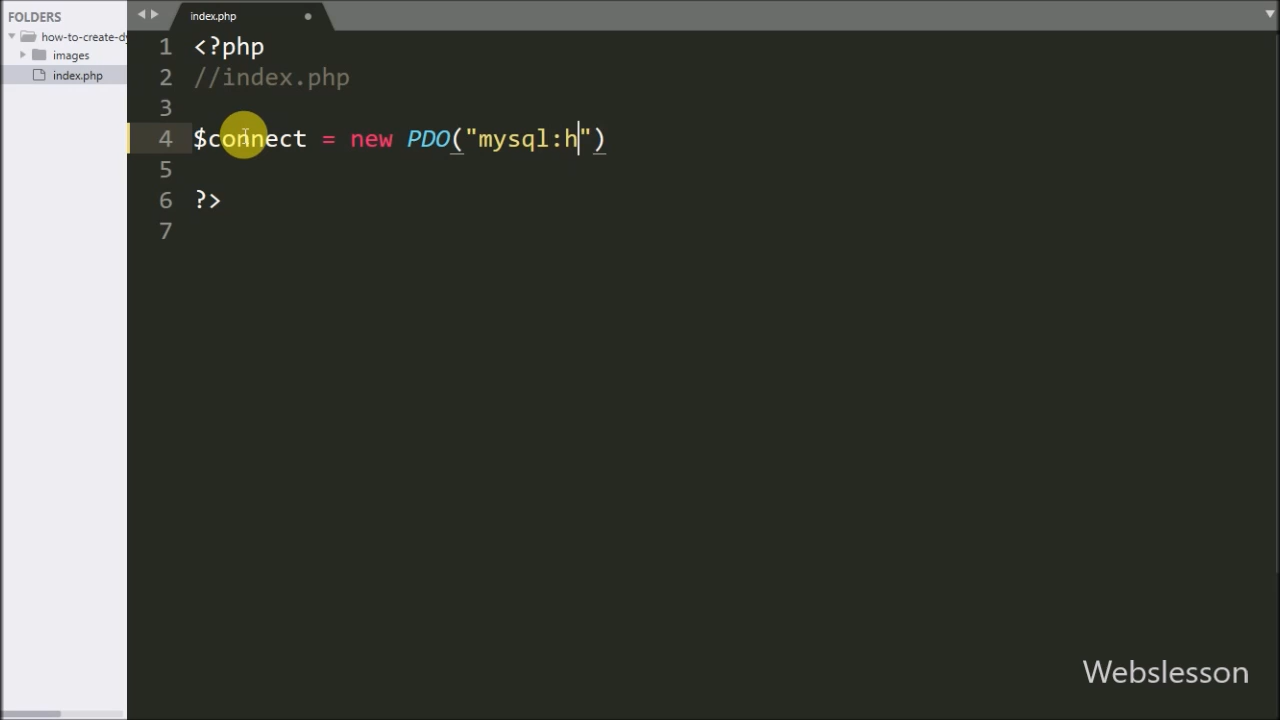 FOLDERS
how-to-create-dy
images
index.php
index.php
1 <?php
2 //index.php
3
4 $connect = new PDO("mysql:h")
5
6 ?>
7
Webslesson